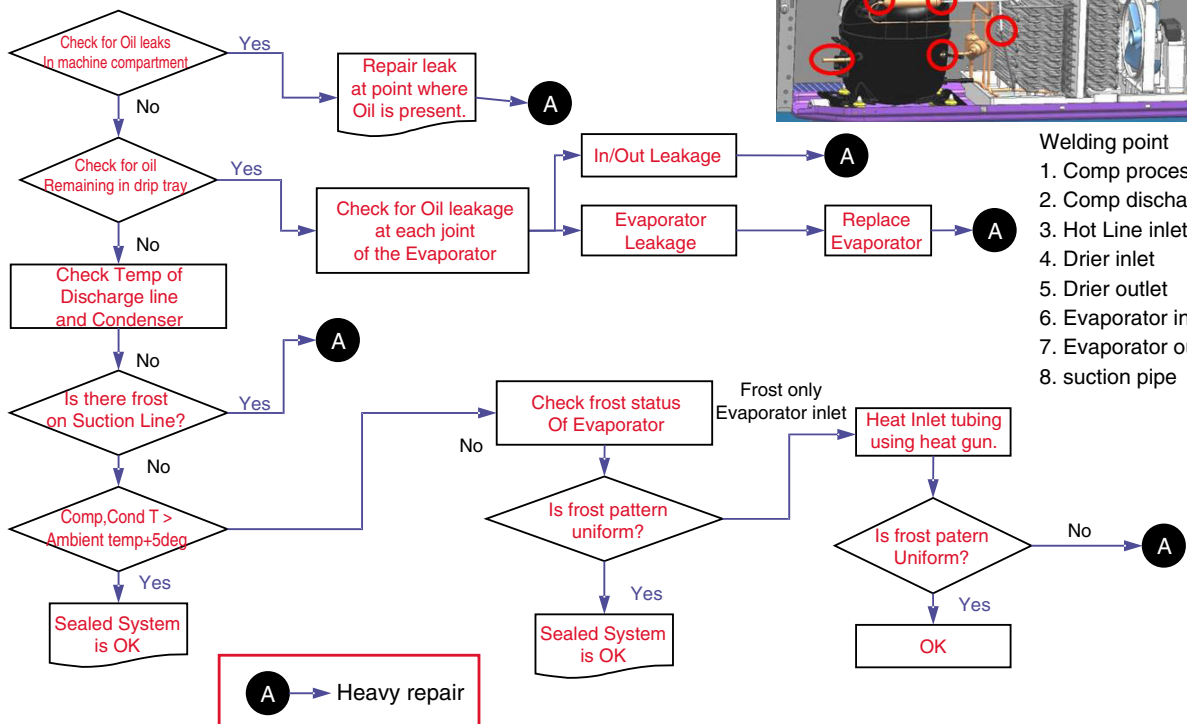 Check for Oil leaks
In machine compartment
Yes
Repair leak
at point where
Oil is present.
A
No
Check for oil
Remaining in drip tray
Yes
Check for Oil leakage
at each joint
of the Evaporator
In/Out Leakage
A
Evaporator
Leakage
Replace
Evaporator
A
No
Check Temp of
Discharge line
and Condenser
No
Is there frost
on Suction Line?
Yes
A
No
Comp,Cond T >
Ambient temp+5deg
Yes
Sealed System
is OK
No
Check frost status
Of Evaporator
Is frost pattern
uniform?
Yes
Sealed System
is OK
Frost only
Evaporator inlet
Heat Inlet tubing
using heat gun.
Is frost patern
Uniform?
No
A
Yes
OK
A Heavy repair
Welding point
1. Comp
2. Comp
3. Hot Line inlet
4. Drier inlet
5. Drier outlet
6. Evaporator
7. Evaporator
8. suction pipe